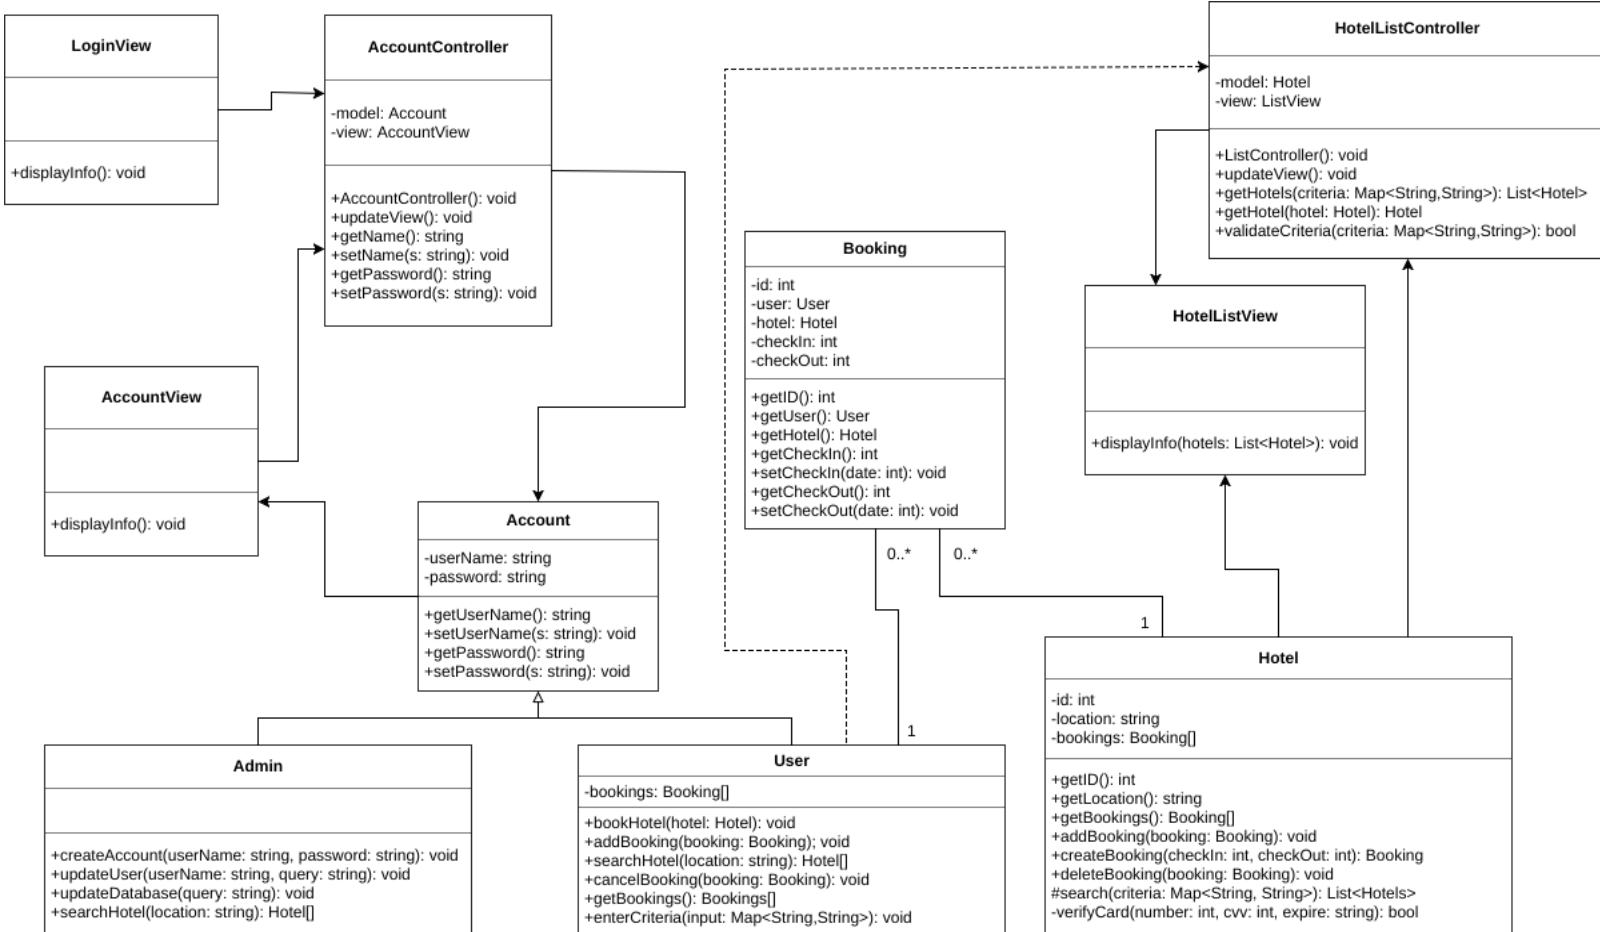 LoginView
+displayInfo(): void
AccountController
-model: Account
-view: AccountView
+AccountController(): void
+updateView(): void
+getName(): string
+setName(s: string): void
+getPassword(): string
+setPassword(s: string): void
HotelListController
-model: Hotel
-view: ListView
+ListController(): void
+updateView(): void
+getHotels(criteria: Map<String,String>): List<Hotel>
+getHotel(hotel: Hotel): Hotel
+validateCriteria(criteria: Map<String,String>): bool
Booking
-id: int
-user: User
-hotel: Hotel
-checkIn: int
-checkOut: int
+getID(): int
+getUser(): User
+getHotel(): Hotel
+getCheckIn(): int
+setCheckIn(date: int): void
+getCheckOut(): int
+setCheckOut(date: int): void
0..*
0..*
HotelListView
+displayInfo(hotels: List<Hotel>): void
AccountView
+displayInfo(): void
Account
-userName: string
-password: string
+getUserName(): string
+setUserName(s: string): void
+getPassword(): string
+setPassword(s: string): void
1
1
Admin
+createAccount(userName: string, password: string): void
+updateUser(userName: string, query: string): void
+updateDatabase(query: string): void
+searchHotel(location: string): Hotel[]
User
-bookings: Booking[]
+bookHotel(hotel: Hotel): void
+addBooking(booking: Booking); void
+searchHotel(location: string): Hotel[]
+cancelBooking(booking: Booking): void
+getBookings(): Bookings[]
+enterCriteria(input: Map<String,String>): void
Hotel
-id: int
-location: string
-bookings: Booking[]
+getID(): int
+getLocation(): string
+getBookings(): Booking[]
+addBooking(booking: Booking): void
+createBooking(checkIn: int, checkOut: int): Booking
+deleteBooking(booking: Booking): void
#search(criteria: Map<String, String>): List<Hotels>
-verifyCard(number: int, cvv: int, expire: string): bool